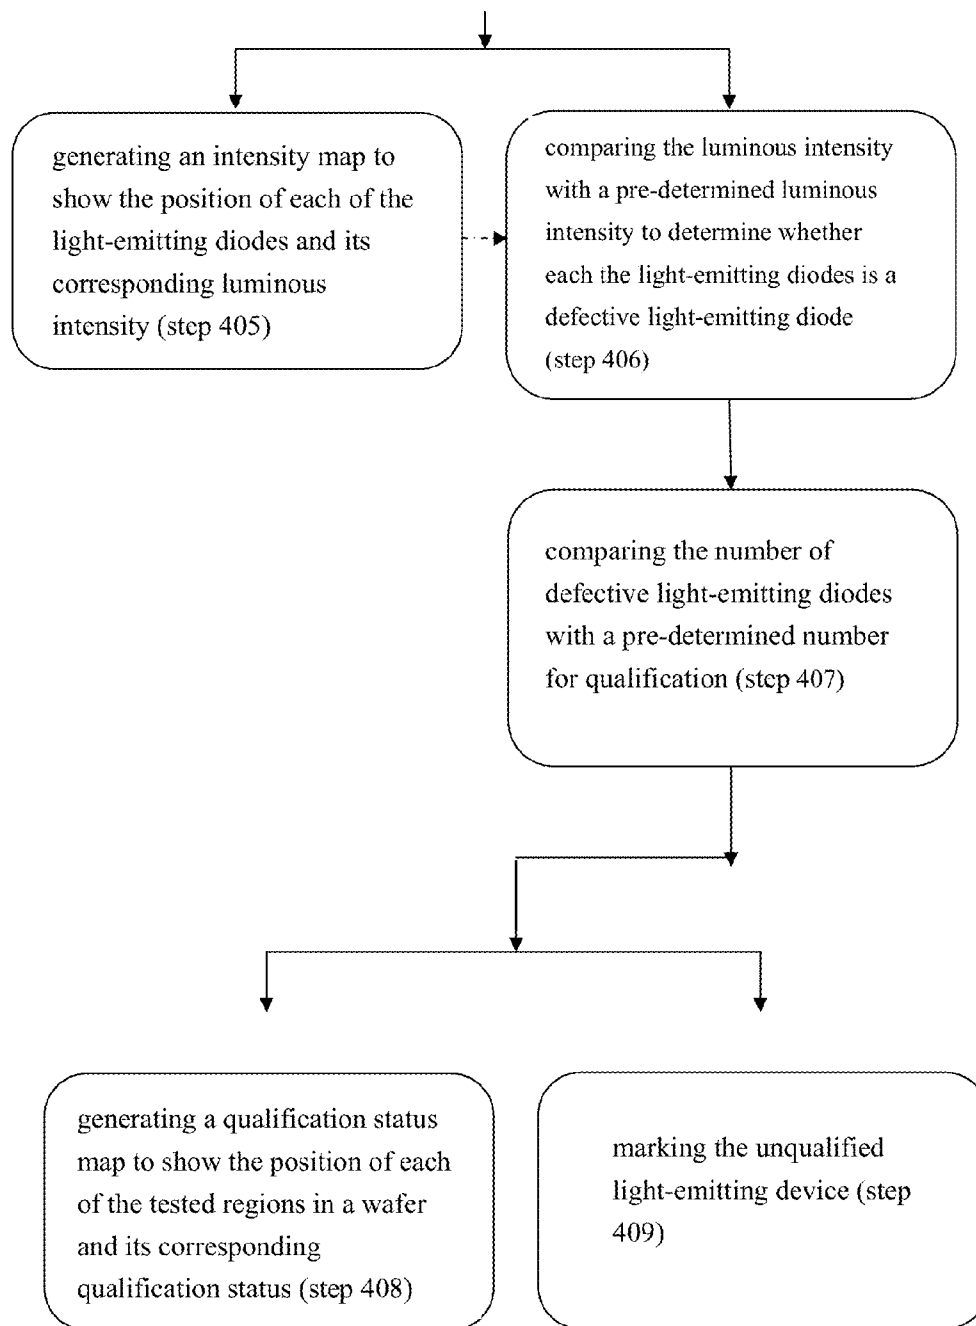 generating an intensity map to
show the position of each of the
light-emitting diodes and its
corresponding luminous
intensity (step 405)
comparing the luminous intensity
with a pre-determined luminous
intensity to determine whether
each the light-emitting diodes is a
defective light-emitting diode
(step 406)
comparing the number of
defective light-emitting diodes
with a pre-determined number
for qualification (step 407)
generating a qualification status
map to show the position of each
of the tested regions in a wafer
and its corresponding
qualification status (step 408)
marking the unqualified
light-emitting device (step
409)